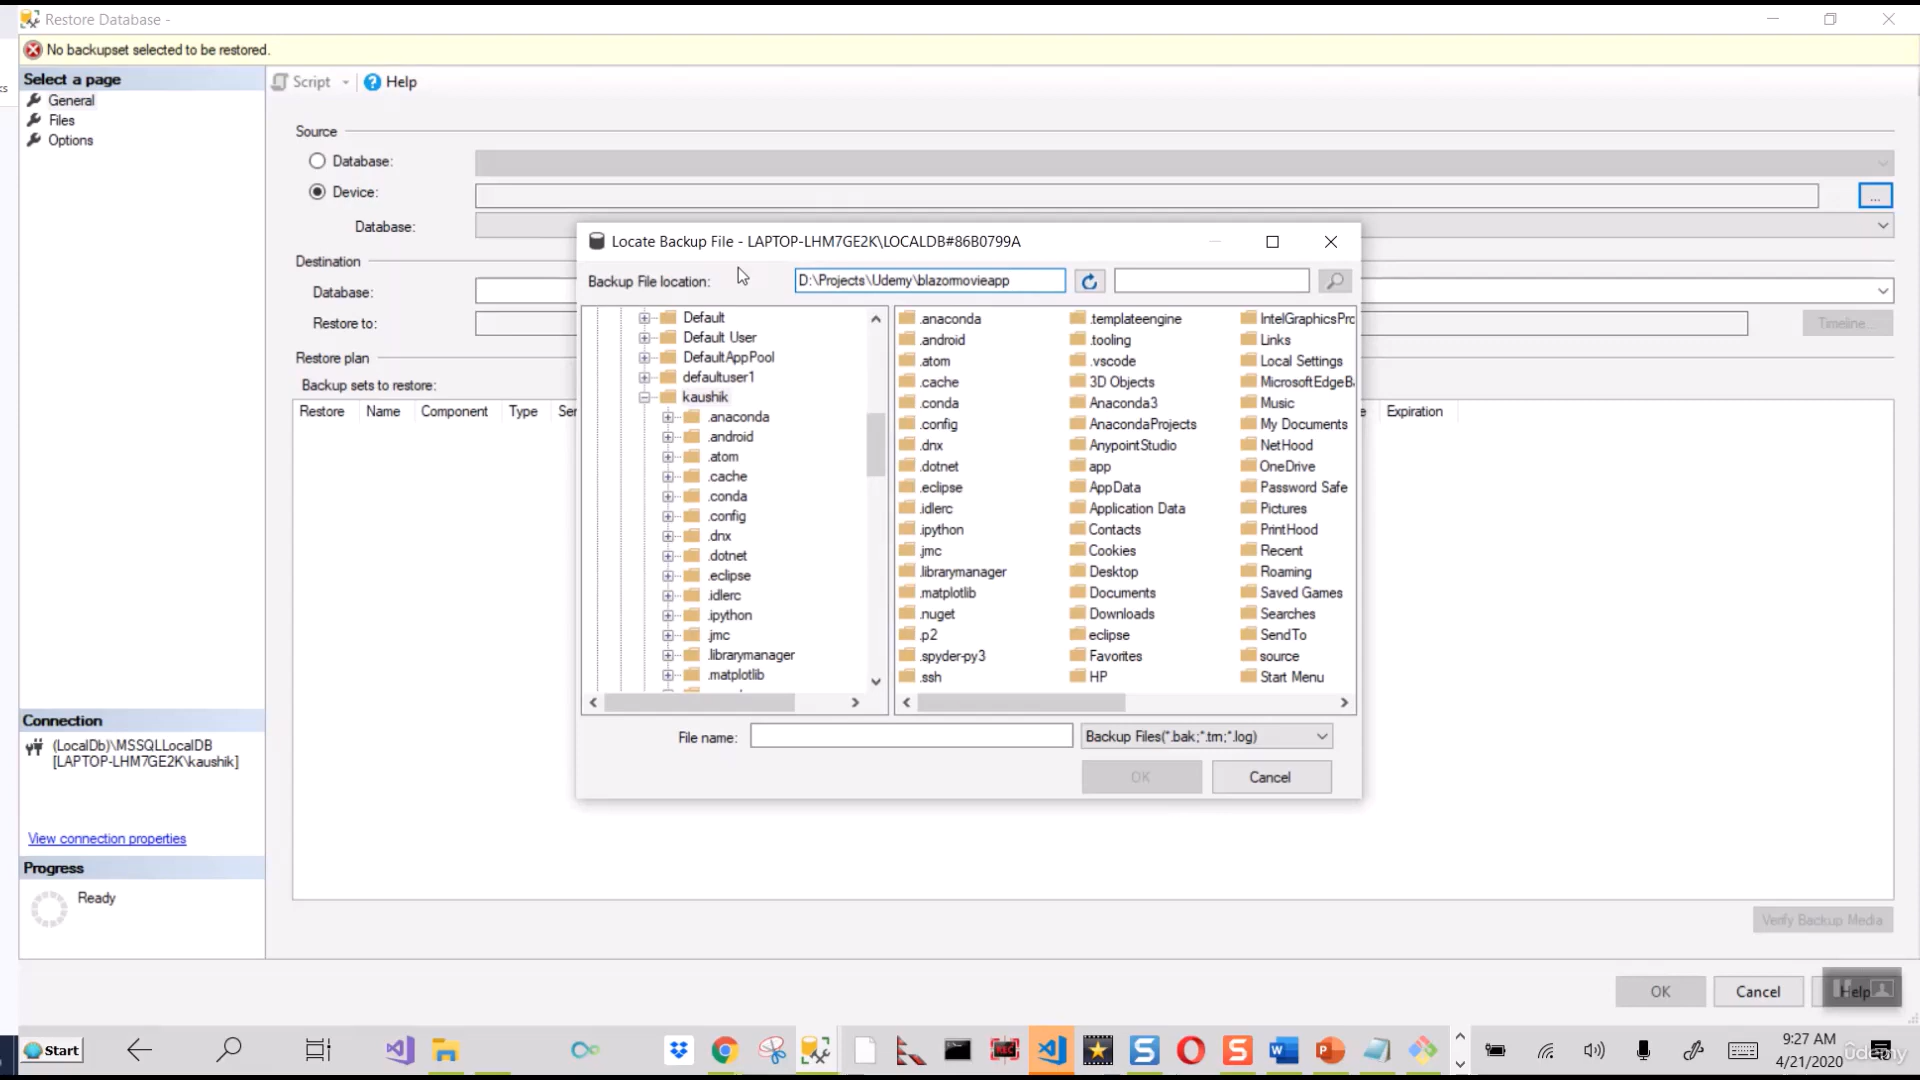 Restore Database -
No backupset selected to be restored.
Select a page
General
Files
Options
Script
Help
Source
Database:
Device:
...
Database:
Destination
Database:
Restore to:
Timeline...
Restore plan
Backup sets to restore:
Restore Name Component Type Ser
e Expiration
Locate Backup File - LAPTOP-LHM7GE2K\LOCALDB#86B0799A
Backup File location: D:\Projects\Udemy\blazormovieapp
Default
Default User
DefaultAppPool
defaultuser1
kaushik
.anaconda
.android
.atom
.cache
.conda
.config
.dnx
.dotnet
.eclipse
.idlerc
.ipython
.jmc
.librarymanager
.matplotlib
.anaconda
.android
.atom
.cache
.conda
.config
.dnx
.dotnet
.eclipse
.idlerc
.ipython
.jmc
.librarymanager
.matplotlib
.nuget
.p2
.spyder-py3
.ssh
.templateengine
.tooling
.vscode
3D Objects
Anaconda3
AnacondaProjects
AnypointStudio
app
AppData
Application Data
Contacts
Cookies
Desktop
Documents
Downloads
eclipse
Favorites
HP
IntelGraphicsPrc
Links
Local Settings
MicrosoftEdgeB
Music
My Documents
NetHood
OneDrive
Password Safe
Pictures
PrintHood
Recent
Roaming
Saved Games
Searches
SendTo
source
Start Menu
File name:
Backup Files(*.bak;*.trn;*.log)
OK
Cancel
Connection
(LocalDb)\MSSQLLocalDB
[LAPTOP-LHM7GE2K\kaushik]
View connection properties
Progress
Ready
Verify Backup Media
OK
Cancel
Help
Start
9:27 AM
4/21/2020
ûdemy